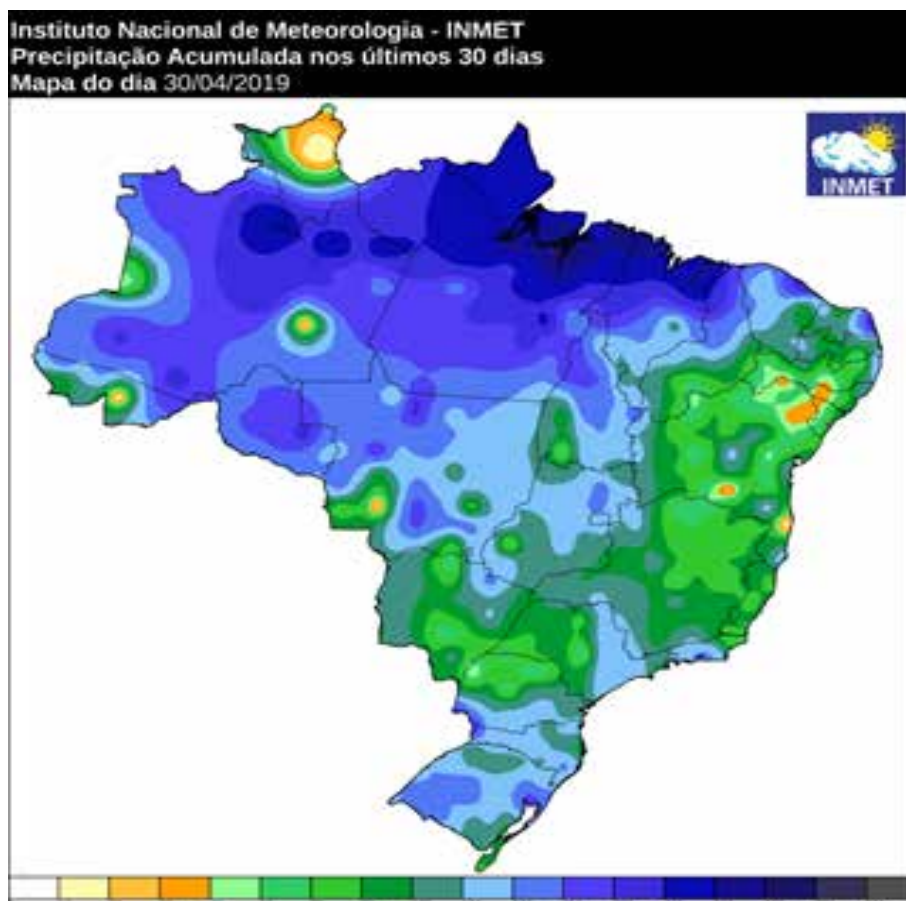 Instituto Nacional de Meteorologia - INMET
Precipitação Acumulada nos últimos 30 dias
Mapa do dia 30/04/2019
INMET